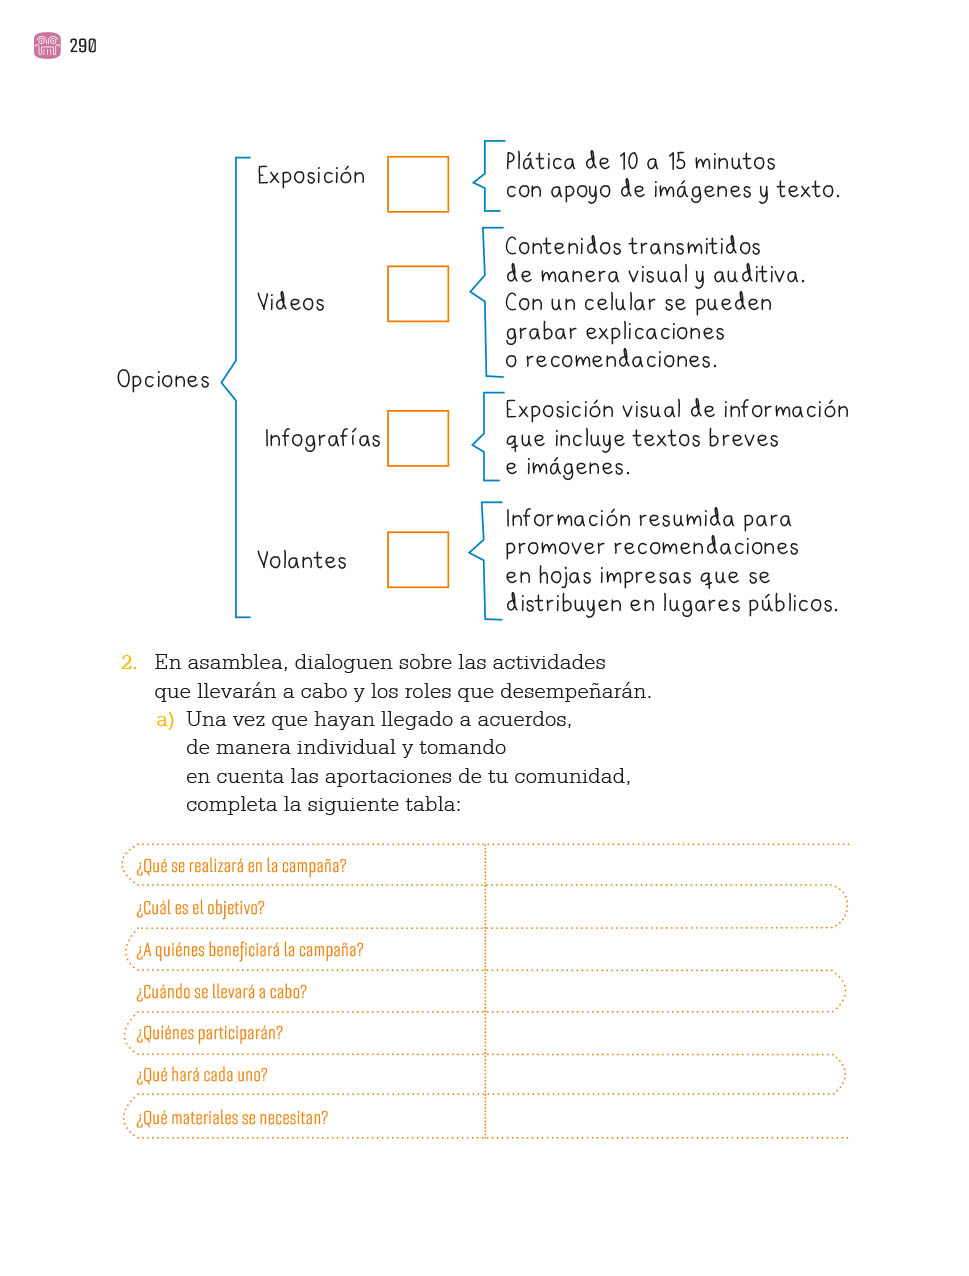 290
Opciones
Exposición
Plática de 10 a 15 minutos
con apoyo de imágenes y texto.
Videos
Contenidos transmitidos
de manera visual y auditiva.
Con un celular se pueden
grabar explicaciones
o recomendaciones.
Infografías
Exposición visual de información
que incluye textos breves
e imágenes.
Volantes
Información resumida para
promover recomendaciones
en hojas impresas que se
distribuyen en lugares públicos.
2. En asamblea, dialoguen sobre las actividades
que llevarán a cabo y los roles que desempeñarán.
a) Una vez que hayan llegado a acuerdos,
de manera individual y tomando
en cuenta las aportaciones de tu comunidad,
completa la siguiente tabla:
¿Qué se realizará en la campaña?
¿Cuál es el objetivo?
¿A quiénes beneficiará la campaña?
¿Cuándo se llevará a cabo?
¿Quiénes participarán?
¿Qué hará cada uno?
¿Qué materiales se necesitan?